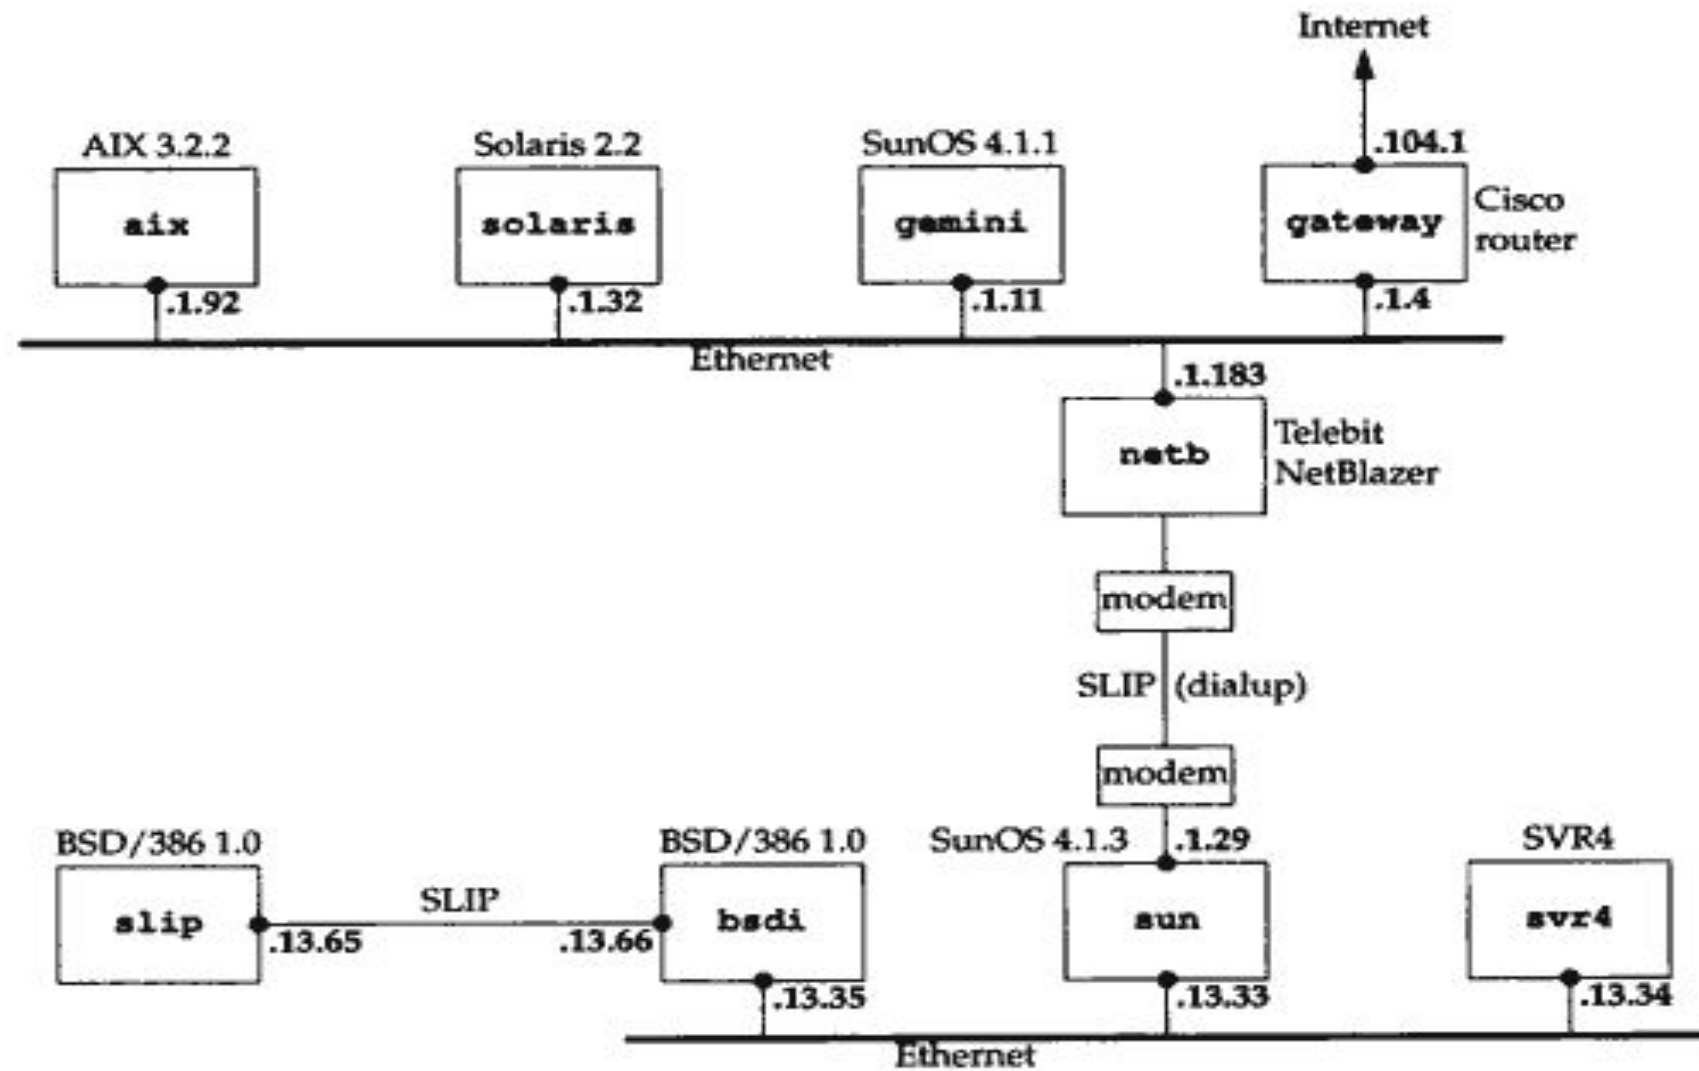 Internet
.104.1
AIX 3.2.2
Solaris 2.2
SunOS 4.1.1
aix
solaris
gemini
gateway
Cisco
router
.1.92
.1.32
.1.11
.1.4
Ethernet
.1.183
netb
Telebit
NetBlazer
modem
SLIP (dialup)
modem
BSD/386 1.0
BSD/386 1.0
SunOS 4.1.3
.1.29
SVR4
slip
SLIP
bsdi
sun
svr4
.13.65
.13.66
.13.35
.13.33
.13.34
Ethernet